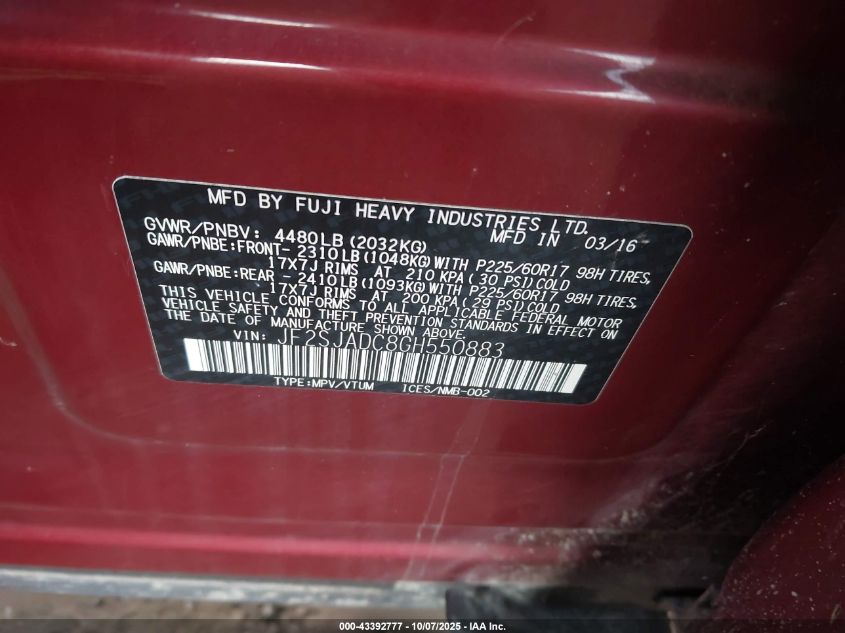 MFD BY FUJI HEAVY INDUSTRIES LTD.
GVWR/PNBV: 4480LB(2032KG) MFD IN 03/16
GAWR/PNBE:FRONT- 2310LB(1048KG)WITH P225/60R17 98H TIRES,
17X7J RIMS AT 210 KPA(30 PSI)COLD
GAWR/PNBE:REAR - 2410LB(1093KG)WITH P225/60R17 98H TIRES,
17X7J RIMS AT 200 KPA(29 PSI)COLD
THIS VEHICLE CONFORMS TO ALL APPLICABLE FEDERAL MOTOR
VEHICLE SAFETY AND THEFT PREVENTION STANDARDS IN EFFECT ON
THE DATE OF MANUFACTURE SHOWN ABOVE.
VIN: JF2SJADC8GH550883
TYPE:MPV/VTUM ICES/NMB-002
000-43392777 - 10/07/2025 - IAA Inc.